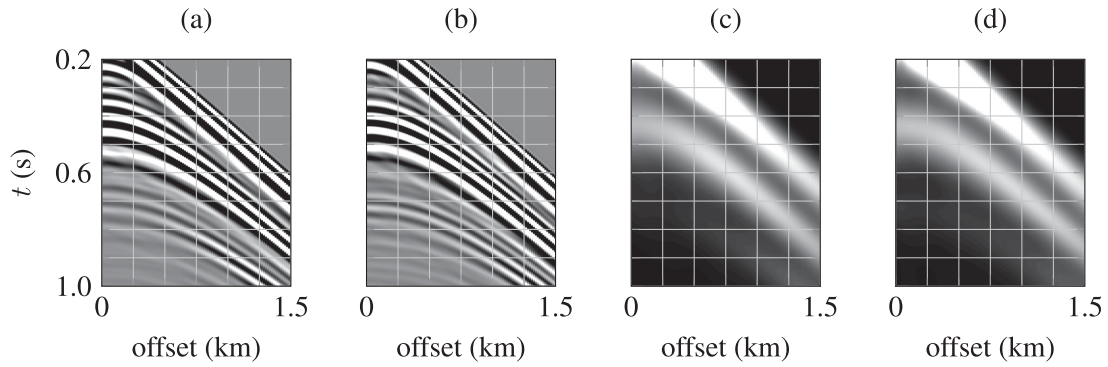 (a) (b) (c) (d)
0.2
0.6
t (s)
1.0
0 1.5 0 1.5 0 1.5 0 1.5
offset (km) offset (km) offset (km) offset (km)